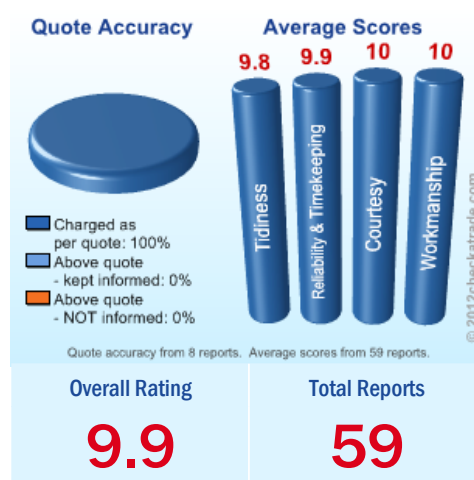 Quote Accuracy
Average Scores
9.8
9.9
10
10
Tidiness
Reliability & Timekeeping
Courtesy
Workmanship
Charged as
per quote: 100%
Above quote
- kept informed: 0%
Above quote
- NOT informed: 0%
© 2012checkatrade.com
Quote accuracy from 8 reports. Average scores from 59 reports.
Overall Rating
Total Reports
9.9
59